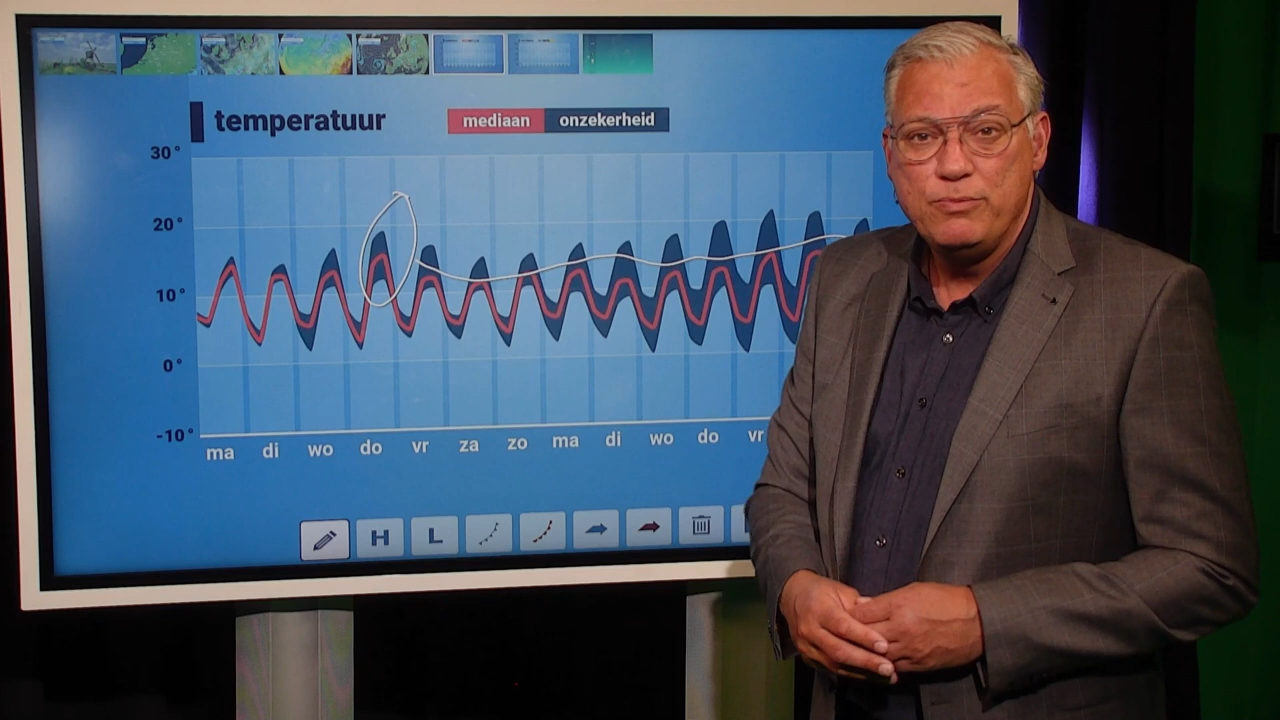 temperatuur
mediaan onzekerheid
30°
20°
10°
0°
-10°
ma di wo do vr za zo ma di wo do vr
H L